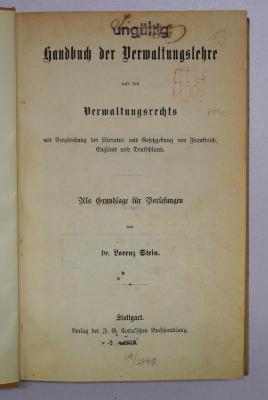 ungültig
Handbuch der Verwaltungslehre
und des
Verwaltungsrechts
mit Vergleichung der Literatur und Gesetzgebung von Frankreich,
England und Deutschland.
Als Grundlage für Vorlesungen
von
Dr. Lorenz Stein.
Stuttgart.
Verlag der J. G. Cotta'schen Buchhandlung.